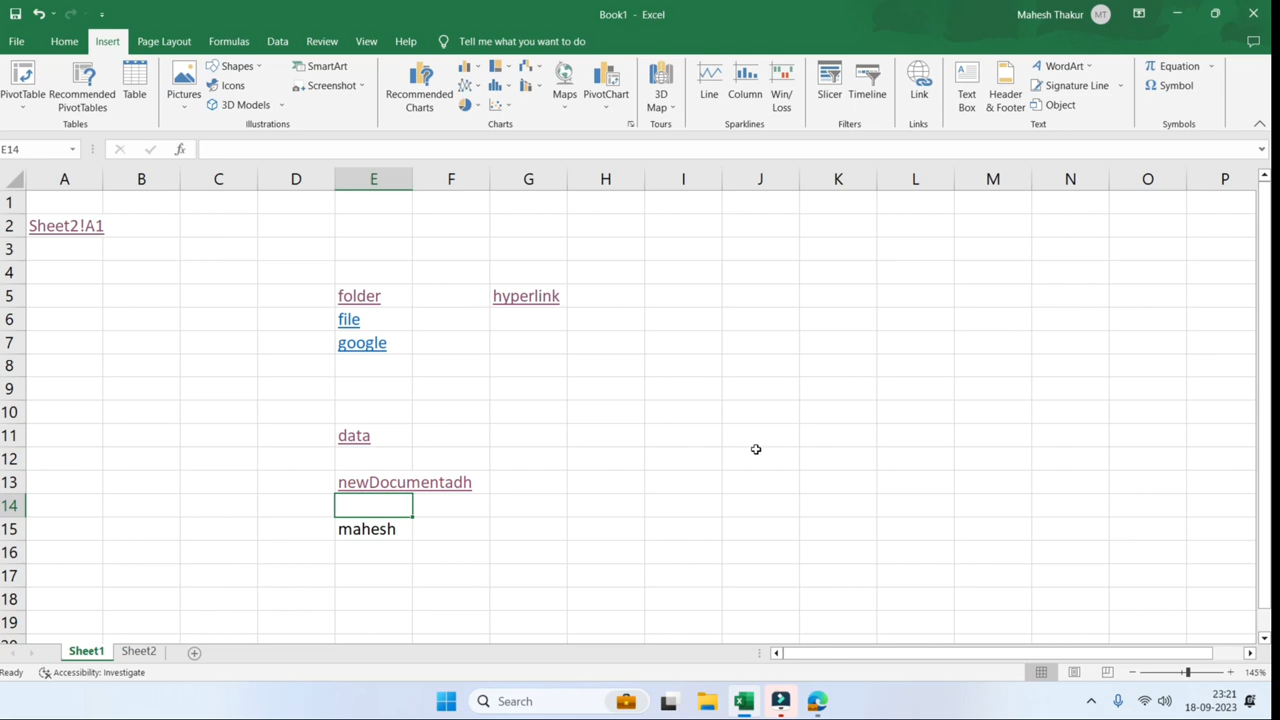 Book1 - Excel
Mahesh Thakur
MT
File Home Insert Page Layout Formulas Data Review View Help Tell me what you want to do
PivotTable
Recommended PivotTables
Table
Tables
Pictures
Shapes
Icons
3D Models
SmartArt
Screenshot
Illustrations
Recommended Charts
Maps
PivotChart
Charts
3D Map
Tours
Line
Column
Win/Loss
Sparklines
Slicer
Timeline
Filters
Link
Links
Text Box
Header & Footer
WordArt
Signature Line
Object
Text
Equation
Symbol
Symbols
E14
fx
A B C D E F G H I J K L M N O P
1
2 Sheet2!A1
3
4
5 folder hyperlink
6 file
7 google
8
9
10
11 data
12
13 newDocumentadh
14
15 mahesh
16
17
18
19
20
Sheet1 Sheet2
Ready Accessibility: Investigate
145%
Search
23:21
18-09-2023